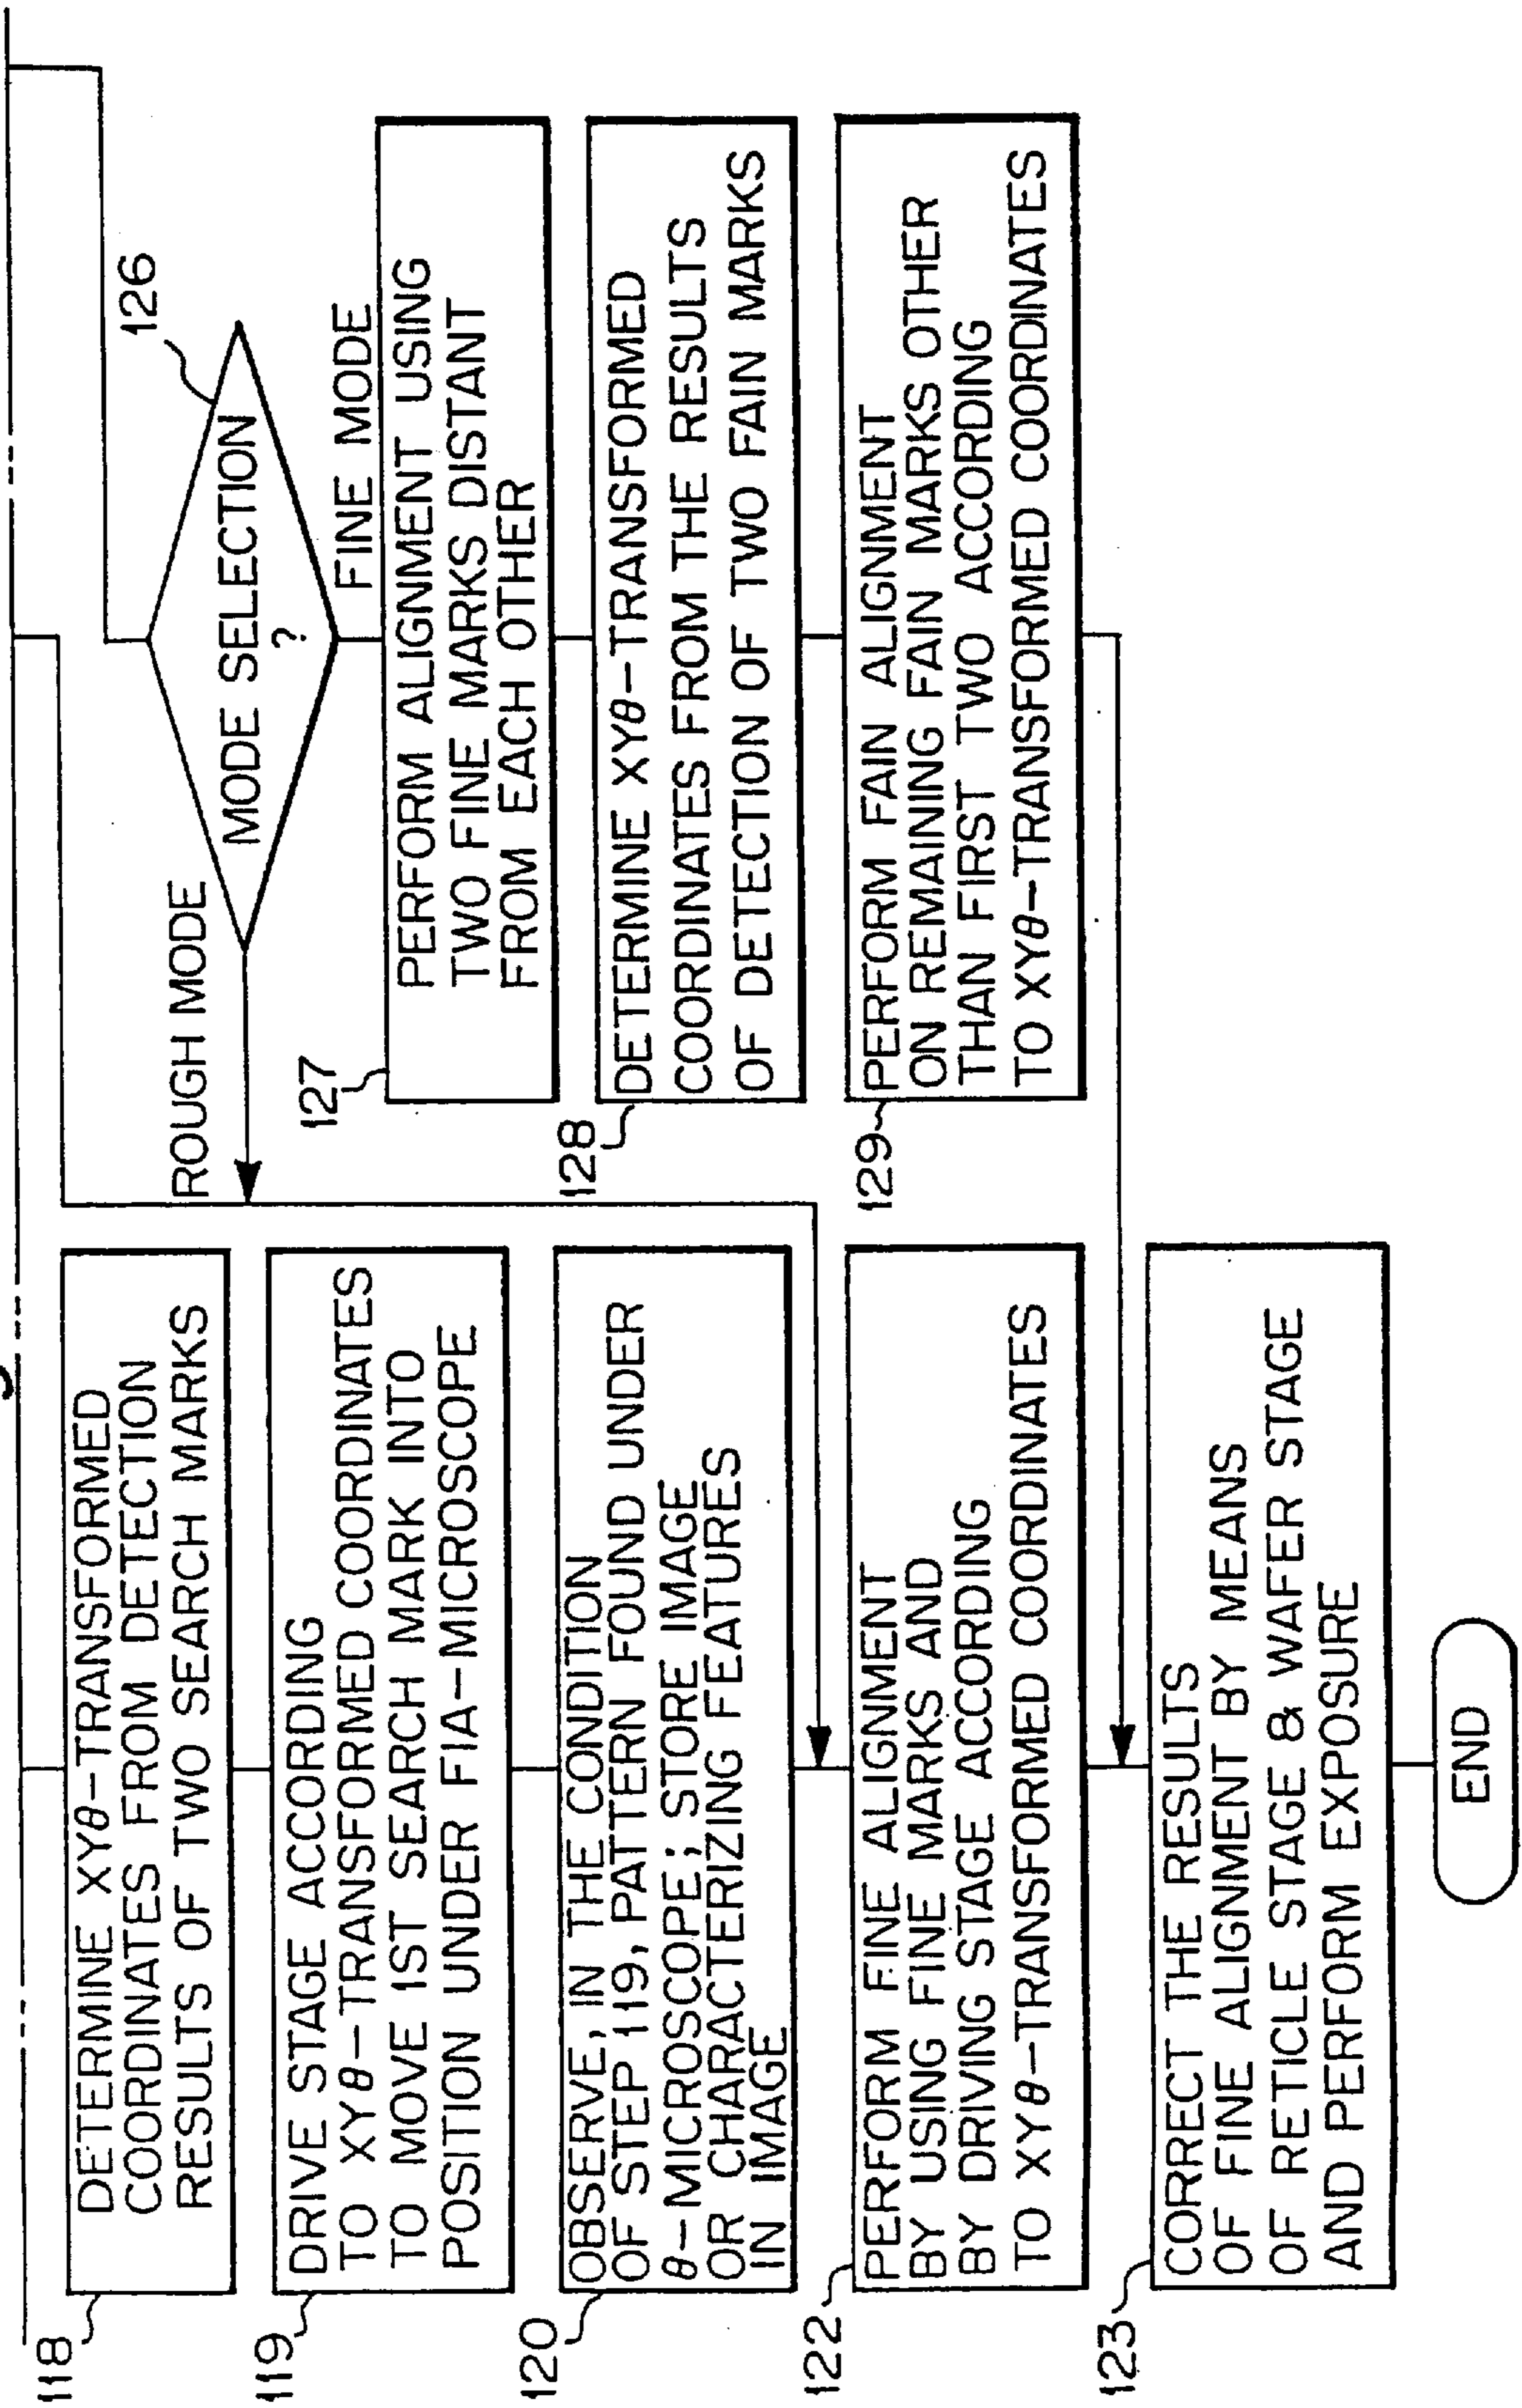 118
DETERMINE XYθ-TRANSFORMED
COORDINATES FROM DETECTION
RESULTS OF TWO SEARCH MARKS
119
DRIVE STAGE ACCORDING
TO XYθ-TRANSFORMED COORDINATES
TO MOVE 1ST SEARCH MARK INTO
POSITION UNDER FIA-MICROSCOPE
120
OBSERVE, IN THE CONDITION
OF STEP 119, PATTERN FOUND UNDER
θ-MICROSCOPE; STORE IMAGE
OR CHARACTERIZING FEATURES
IN IMAGE
122
PERFORM FINE ALIGNMENT
BY USING FINE MARKS AND
BY DRIVING STAGE ACCORDING
TO XYθ-TRANSFORMED COORDINATES
123
CORRECT THE RESULTS
OF FINE ALIGNMENT BY MEANS
OF RETICLE STAGE & WAFER STAGE
AND PERFORM EXPOSURE
END
126
MODE SELECTION
?
ROUGH MODE
FINE MODE
127
PERFORM ALIGNMENT USING
TWO FINE MARKS DISTANT
FROM EACH OTHER
128
DETERMINE XYθ-TRANSFORMED
COORDINATES FROM THE RESULTS
OF DETECTION OF TWO FAIN MARKS
129
PERFORM FAIN ALIGNMENT
ON REMAINING FAIN MARKS OTHER
THAN FIRST TWO ACCORDING
TO XYθ-TRANSFORMED COORDINATES